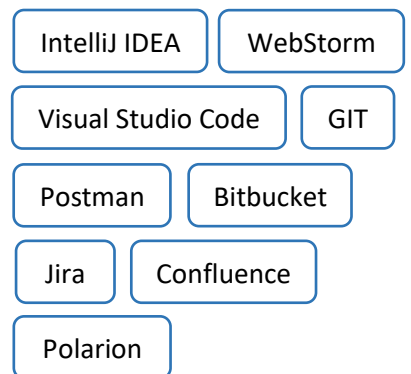 IntelliJ IDEA WebStorm
Visual Studio Code GIT
Postman Bitbucket
Jira Confluence
Polarion